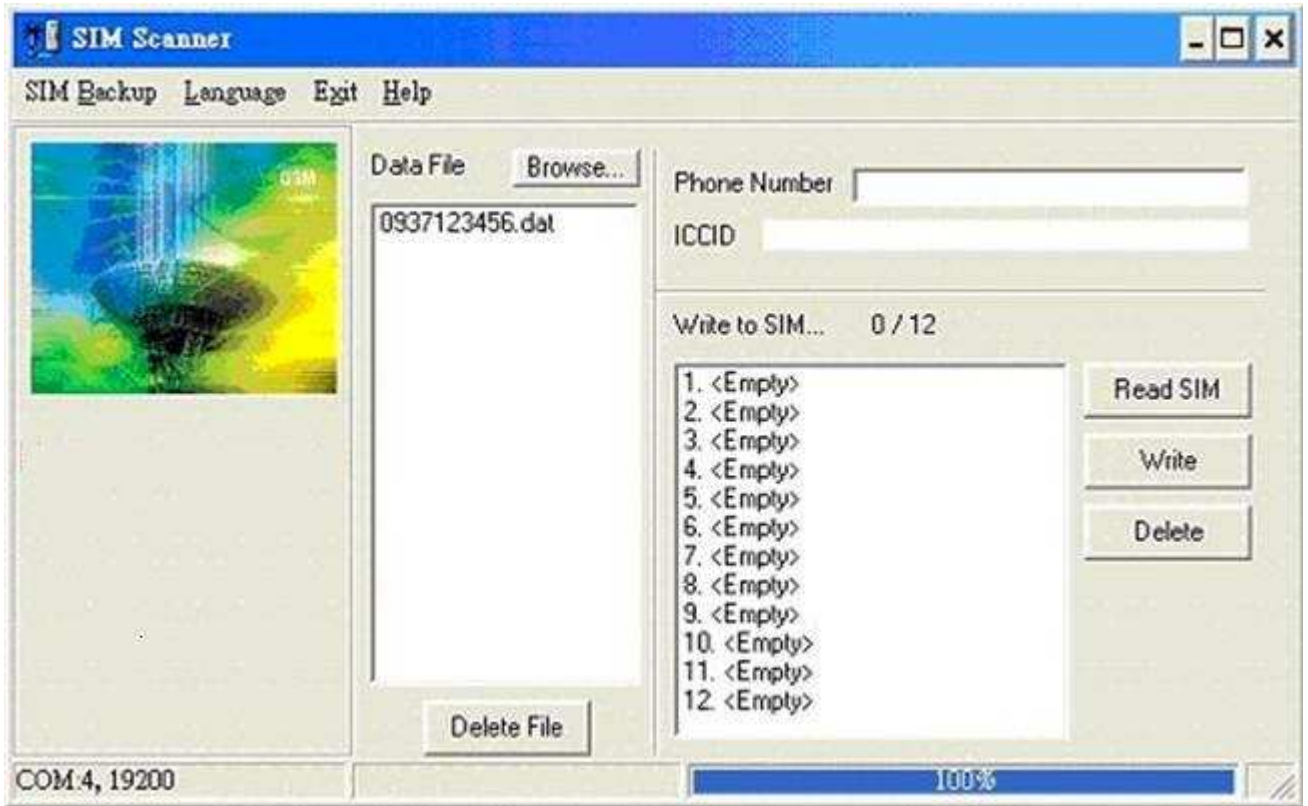 SIM Scanner
SIM Backup Language Exit Help
GSM
Data File Browse...
0937123456.dat
Delete File
Phone Number
ICCID
Write to SIM... 0 / 12
1. <Empty>
2. <Empty>
3. <Empty>
4. <Empty>
5. <Empty>
6. <Empty>
7. <Empty>
8. <Empty>
9. <Empty>
10. <Empty>
11. <Empty>
12. <Empty>
Read SIM
Write
Delete
COM:4, 19200
100%